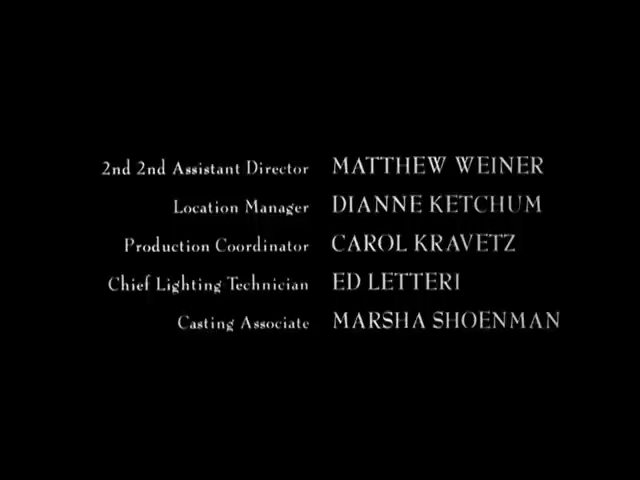 2nd 2nd Assistant Director MATTHEW WEINER
Location Manager DIANNE KETCHUM
Production Coordinator CAROL KRAVETZ
Chief Lighting Technician ED LETTERI
Casting Associate MARSHA SHOENMAN